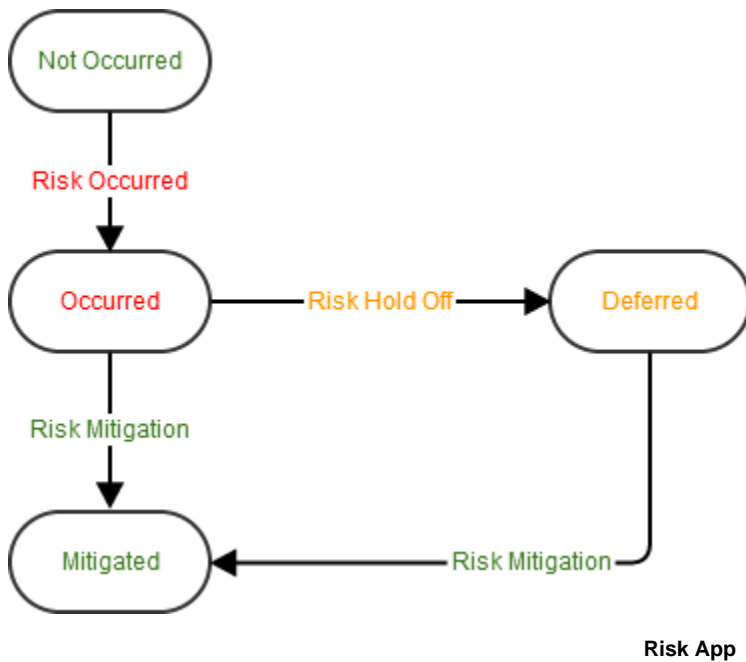 Not Occurred
Risk Occurred
Occurred
Risk Hold Off
Deferred
Risk Mitigation
Mitigated
Risk Mitigation
Risk App